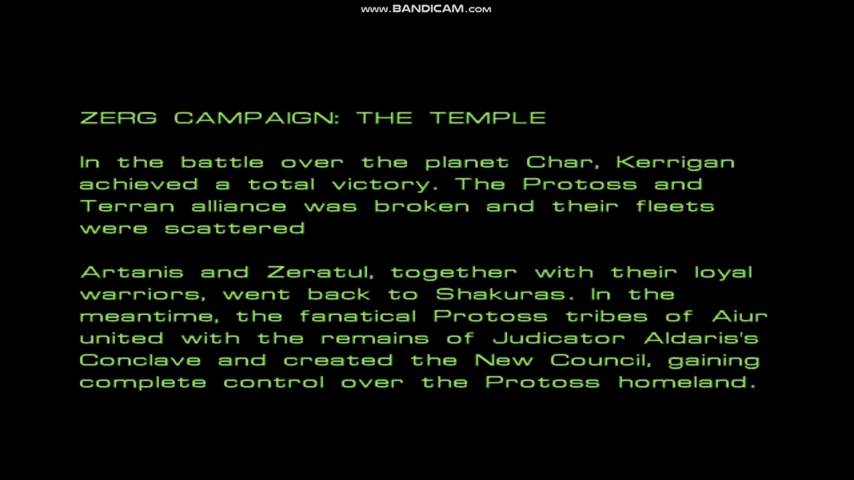 www.BANDICAM.com
ZERG CAMPAIGN: THE TEMPLE
In the battle over the planet Char, Kerrigan
achieved a total victory. The Protoss and
Terran alliance was broken and their fleets
were scattered
Artanis and Zeratul, together with their loyal
warriors, went back to Shakuras. In the
meantime, the fanatical Protoss tribes of Aiur
united with the remains of Judicator Aldaris's
Conclave and created the New Council, gaining
complete control over the Protoss homeland.